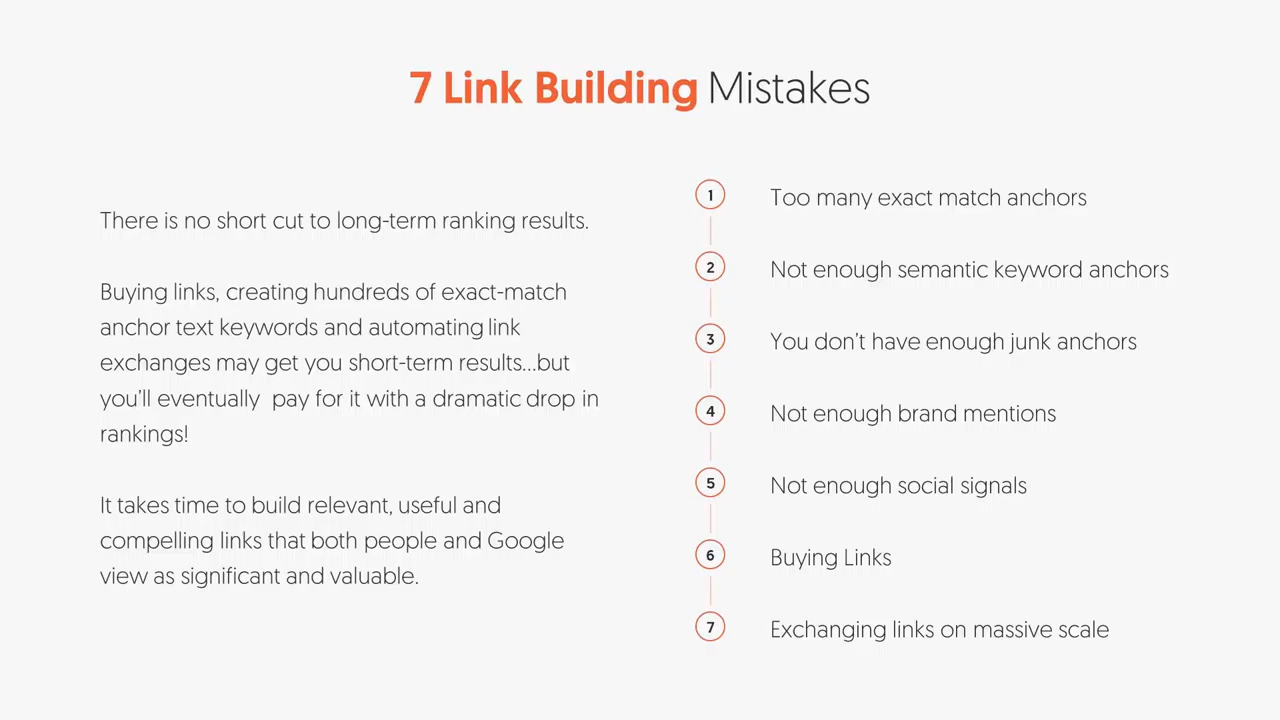 7 Link Building Mistakes
There is no short cut to long-term ranking results.
Buying links, creating hundreds of exact-match
anchor text keywords and automating link
exchanges may get you short-term results...but
you'll eventually  pay for it with a dramatic drop in
rankings!
It takes time to build relevant, useful and
compelling links that both people and Google
view as significant and valuable.
1 Too many exact match anchors
2 Not enough semantic keyword anchors
3 You don't have enough junk anchors
4 Not enough brand mentions
5 Not enough social signals
6 Buying Links
7 Exchanging links on massive scale